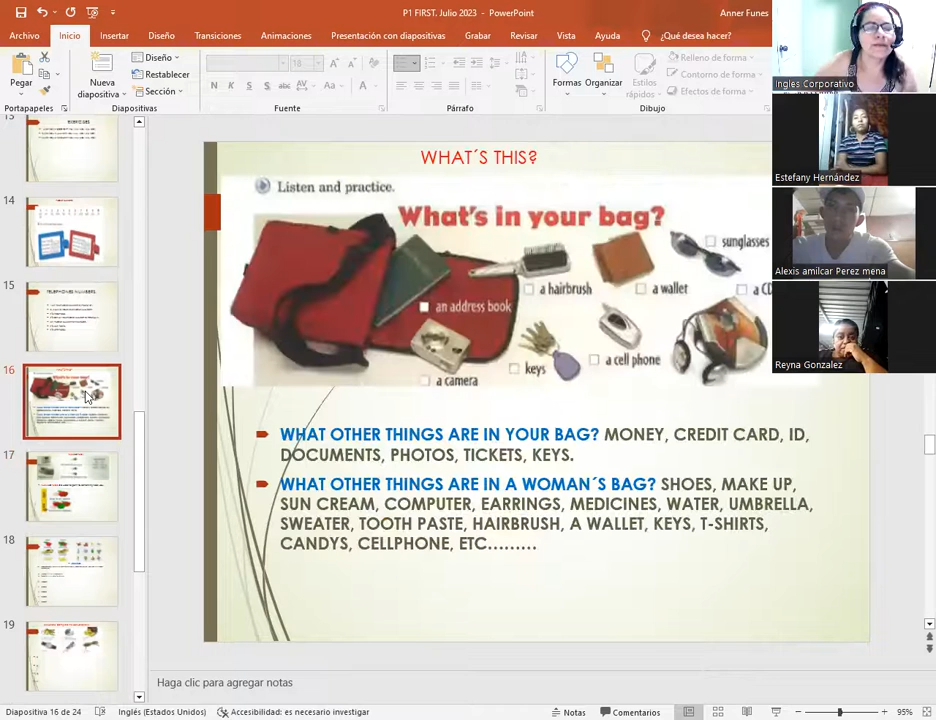 P1 FIRST. Julio 2023 - PowerPoint
Anner Funes
Archivo
Inicio
Insertar
Diseño
Transiciones
Animaciones
Presentación con diapositivas
Grabar
Revisar
Vista
Ayuda
¿Qué desea hacer?
Pegar
Nueva
diapositiva
Diseño
Restablecer
Sección
18
N K S S abc AV Aa A
Formas
Organizar
Estilos
rápidos
Relleno de forma
Contorno de forma
Efectos de forma
Portapapeles
Diapositivas
Fuente
Párrafo
Dibujo
Ingles Corporativo
Estefany Hernández
Alexis amilcar Perez mena
Reyna Gonzalez
14
15
16
17
18
19
WHAT´S THIS?
Listen and practice.
What's in your bag?
sunglasses
a hairbrush
a wallet
a CD
an address book
keys
a cell phone
a camera
WHAT OTHER THINGS ARE IN YOUR BAG? MONEY, CREDIT CARD, ID,
DOCUMENTS, PHOTOS, TICKETS, KEYS.
WHAT OTHER THINGS ARE IN A WOMAN´S BAG? SHOES, MAKE UP,
SUN CREAM, COMPUTER, EARRINGS, MEDICINES, WATER, UMBRELLA,
SWEATER, TOOTH PASTE, HAIRBRUSH, A WALLET, KEYS, T-SHIRTS,
CANDYS, CELLPHONE, ETC.........
Haga clic para agregar notas
Diapositiva 16 de 24
Inglés (Estados Unidos)
Accesibilidad: es necesario investigar
Notas
Comentarios
95%